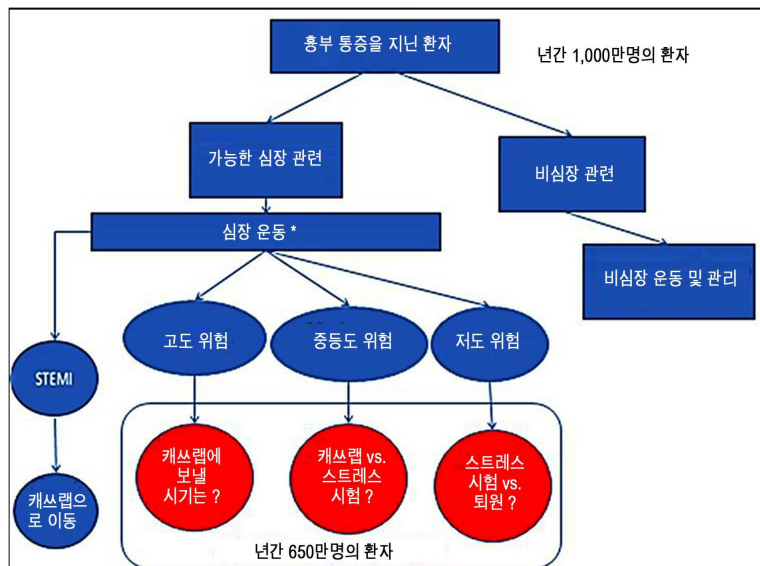 흉부 통증을 지닌 환자
년간 1,000만명의 환자
가능한 심장 관련
비심장 관련
심장 운동 *
비심장 운동 및 관리
고도 위험
중등도 위험
저도 위험
STEMI
캐쓰랩에
보낼
시기는 ?
캐쓰랩 vs.
스트레스
시험 ?
스트레스
시험 vs.
퇴원 ?
캐쓰랩으
로 이동
년간 650만명의 환자